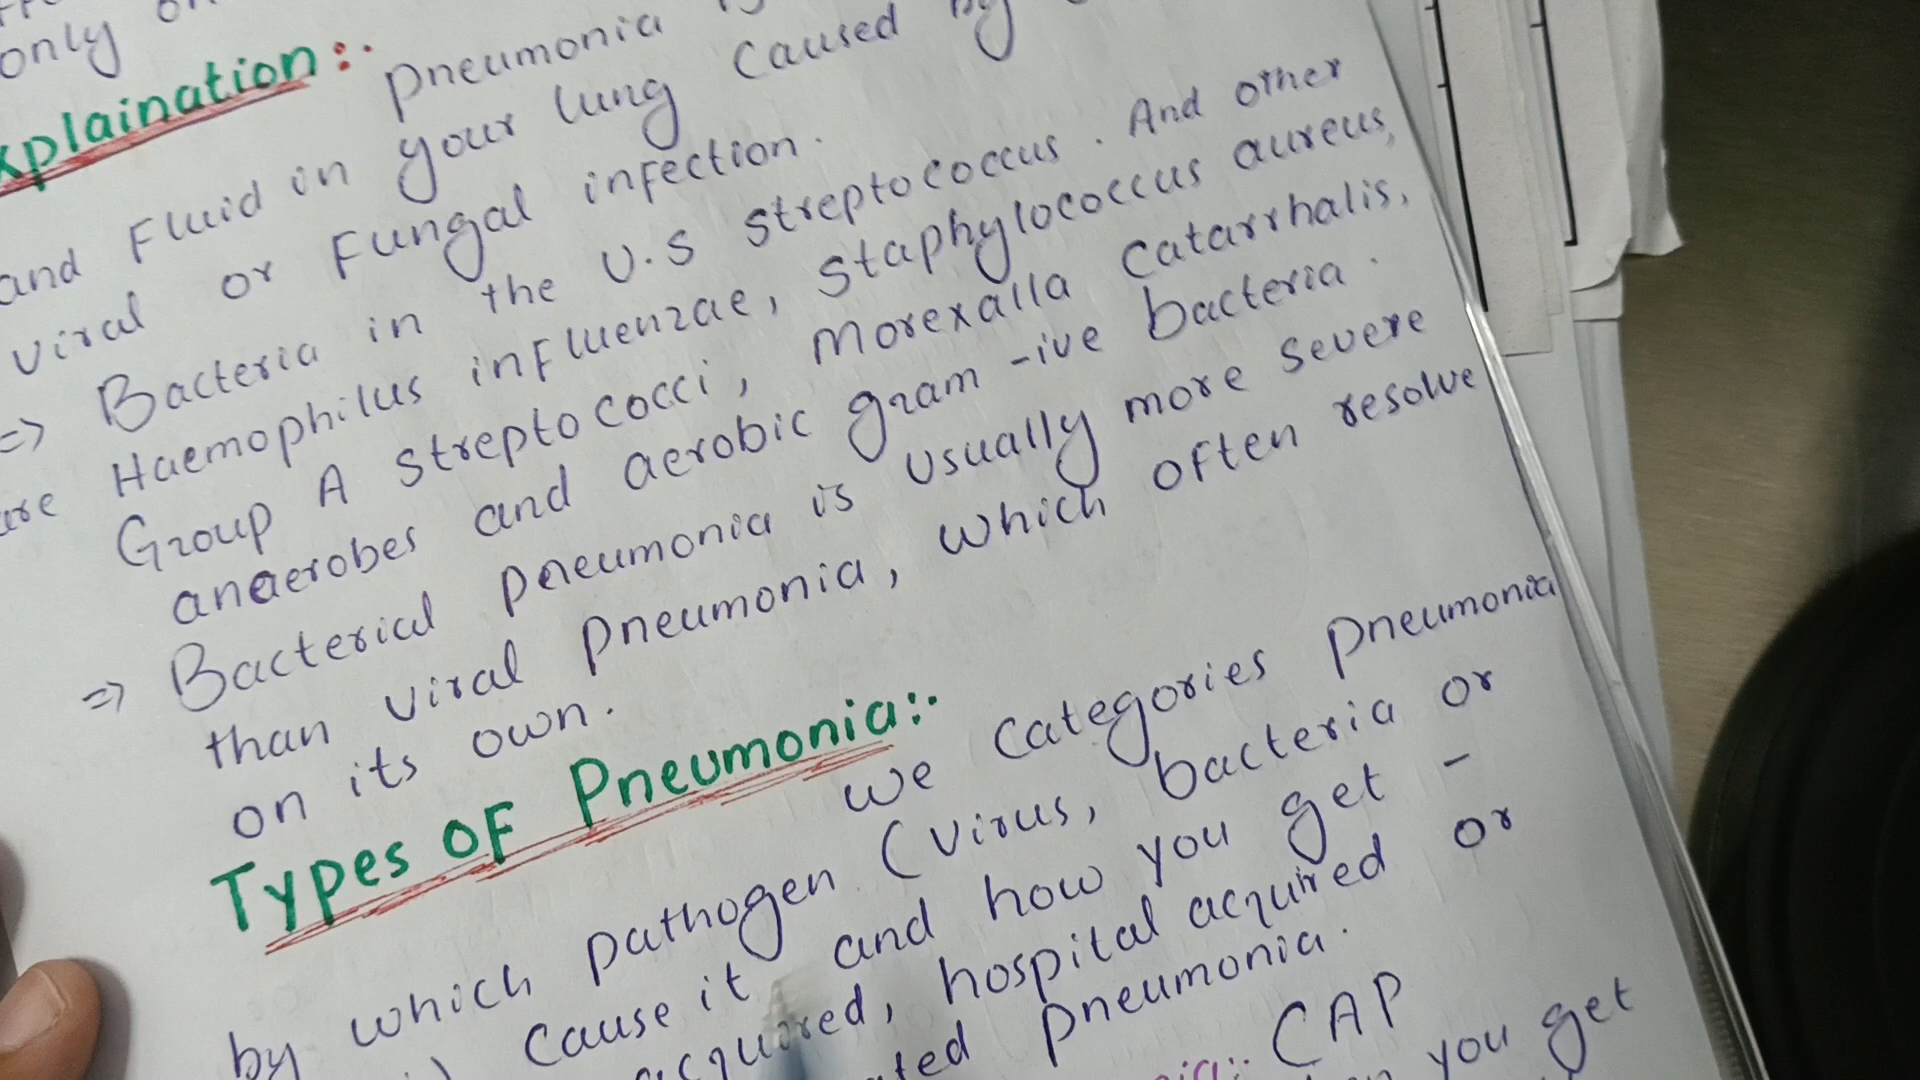 only
xplaination:.
pneumonia
and Fluid in your lung caused by
viral or Fungal infection.
=> Bacteria in the U.S streptococcus. And other
are Haemophilus influenzae, Staphylococcus aureus,
Group A Streptococci, Morexalla Catarrhalis,
anaerobes and aerobic gram -ive bacteria.
=> Bacterial pneumonia is usually more severe
than viral pneumonia, which often resolve
on its own.
Types of Pneumonia:.
we categories pneumonia
by which pathogen (virus, bacteria or
cause it and how you get -
acquired, hospital acquired or
pneumonia.
CAP
you get